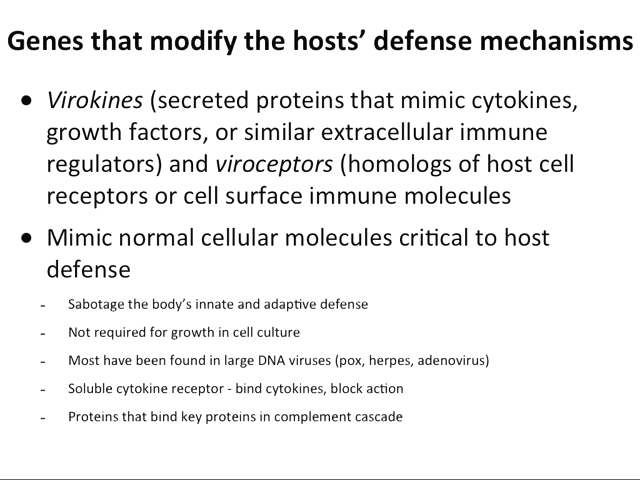 Genes that modify the hosts’ defense mechanisms
• Virokines (secreted proteins that mimic cytokines,
growth factors, or similar extracellular immune
regulators) and viroceptors (homologs of host cell
receptors or cell surface immune molecules
• Mimic normal cellular molecules critical to host
defense
- Sabotage the body’s innate and adaptive defense
- Not required for growth in cell culture
- Most have been found in large DNA viruses (pox, herpes, adenovirus)
- Soluble cytokine receptor - bind cytokines, block action
- Proteins that bind key proteins in complement cascade